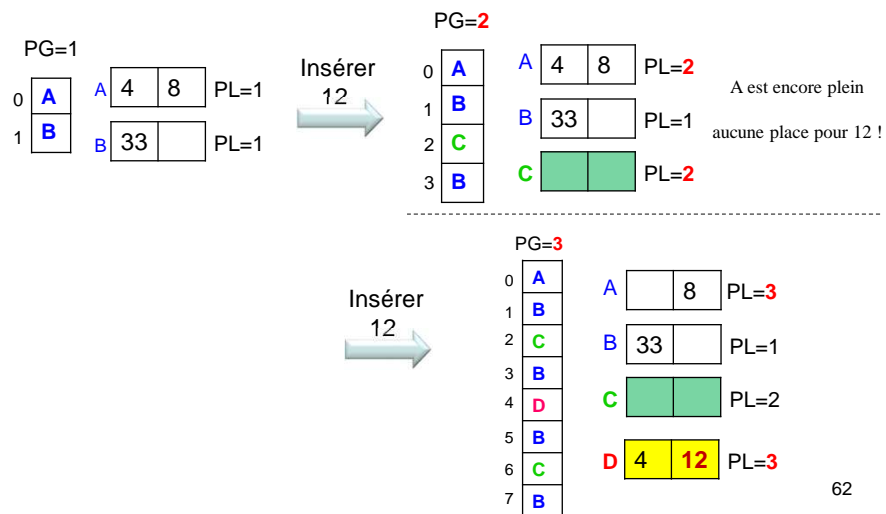 PG=1
0 A
1 B
A 4 8 PL=1
B 33 PL=1
Insérer
12
PG=2
0 A
1 B
2 C
3 B
A 4 8 PL=2
B 33 PL=1
C PL=2
A est encore plein
aucune place pour 12 !
Insérer
12
PG=3
0 A
1 B
2 C
3 B
4 D
5 B
6 C
7 B
A 8 PL=3
B 33 PL=1
C PL=2
D 4 12 PL=3
62